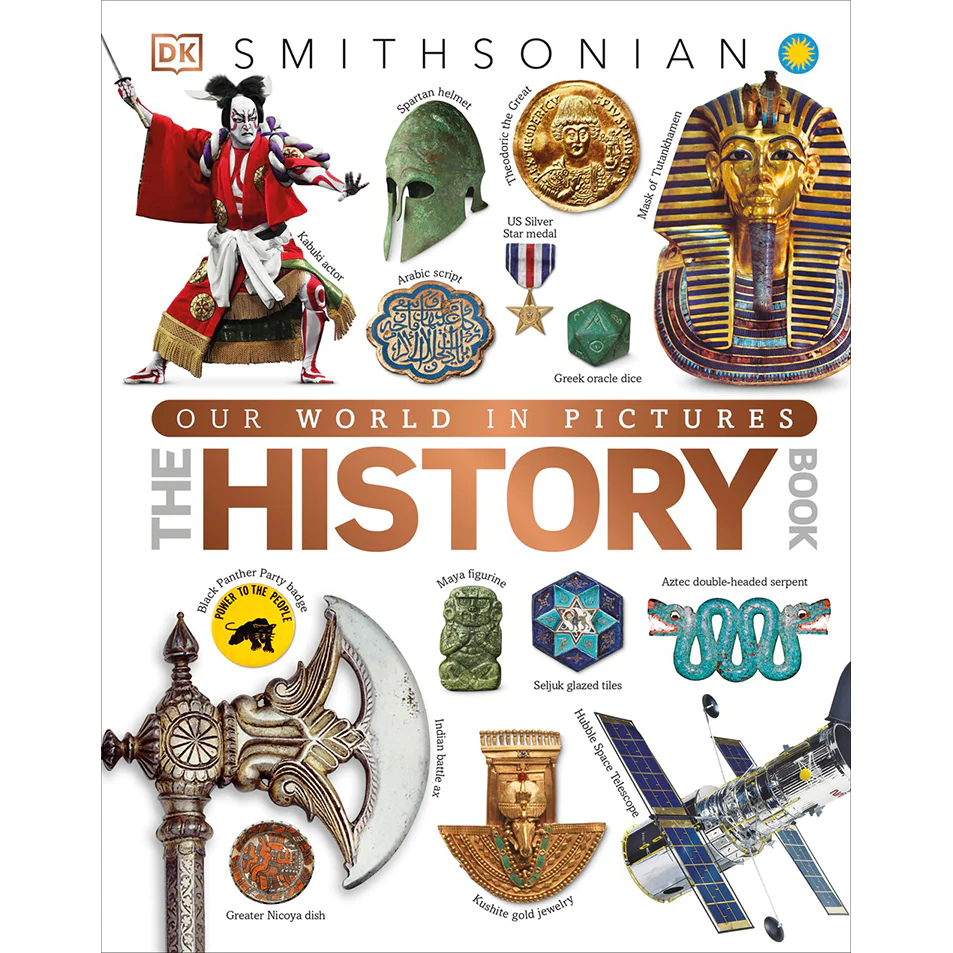 DK
SMITHSONIAN
Spartan helmet
Theodoric the Great
Mask of Tutankhamen
US Silver
Star medal
Kabuki actor
Arabic script
Greek oracle dice
OUR WORLD IN PICTURES
THE
HISTORY
BOOK
Black Panther Party badge
POWER TO THE PEOPLE
Maya figurine
Aztec double-headed serpent
Seljuk glazed tiles
Indian battle ax
Hubble Space Telescope
Greater Nicoya dish
Kushite gold jewelry